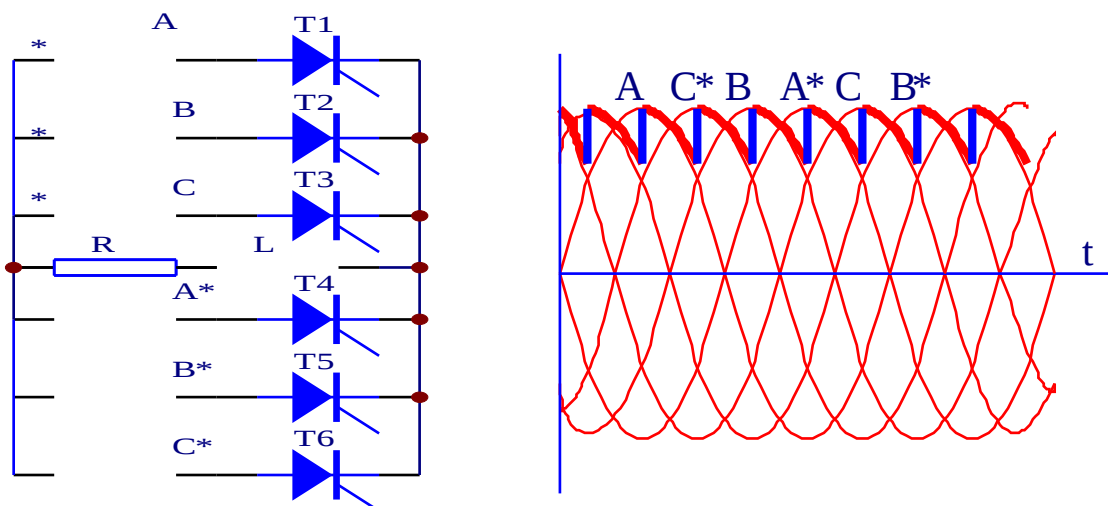 A T1
*
B T2
*
C T3
*
R L
A* T4
B* T5
C* T6
A C* B A* C B*
t